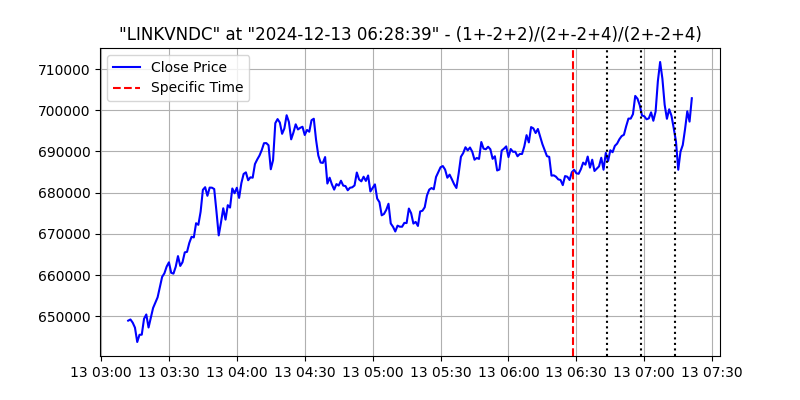 "LINKVNDC" at "2024-12-13 06:28:39" - (1+-2+2)/(2+-2+4)/(2+-2+4)
Close Price
Specific Time
710000
700000
690000
680000
670000
660000
650000
13 03:00 13 03:30 13 04:00 13 04:30 13 05:00 13 05:30 13 06:00 13 06:30 13 07:00 13 07:30